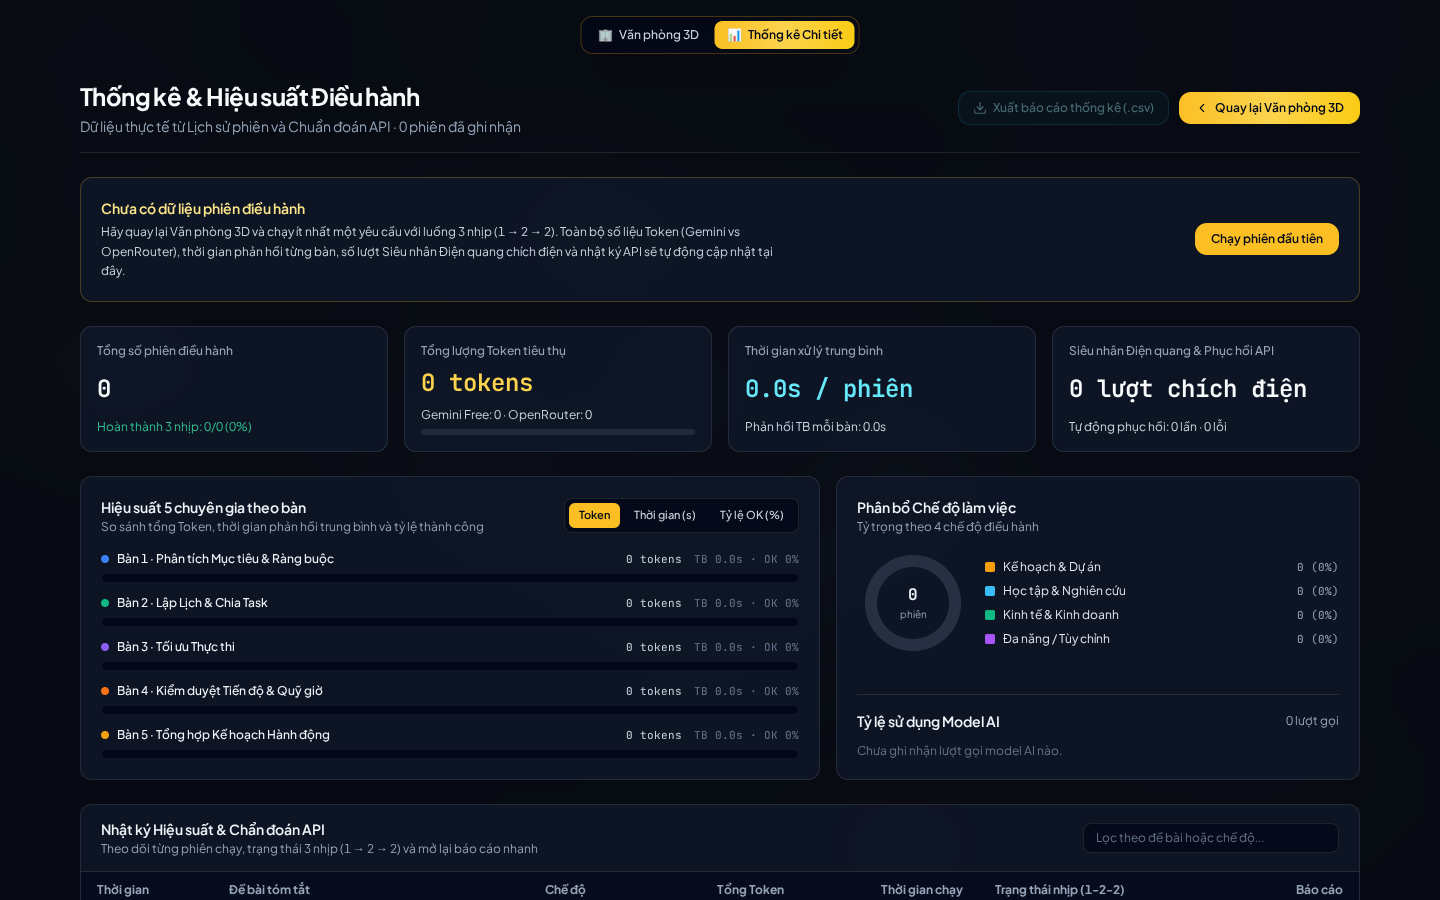 🏢 Văn phòng 3D
📊 Thống kê Chi tiết
Thống kê & Hiệu suất Điều hành
Dữ liệu thực tế từ Lịch sử phiên và Chuẩn đoán API · 0 phiên đã ghi nhận
Xuất báo cáo thống kê (.csv)
Quay lại Văn phòng 3D
Chưa có dữ liệu phiên điều hành
Hãy quay lại Văn phòng 3D và chạy ít nhất một yêu cầu với luồng 3 nhịp (1 → 2 → 2). Toàn bộ số liệu Token (Gemini vs
OpenRouter), thời gian phản hồi từng bàn, số lượt Siêu nhân Điện quang chích điện và nhật ký API sẽ tự động cập nhật tại
đây.
Chạy phiên đầu tiên
Tổng số phiên điều hành
0
Hoàn thành 3 nhịp: 0/0 (0%)
Tổng lượng Token tiêu thụ
0 tokens
Gemini Free: 0 · OpenRouter: 0
Thời gian xử lý trung bình
0.0s / phiên
Phản hồi TB mỗi bàn: 0.0s
Siêu nhân Điện quang & Phục hồi API
0 lượt chích điện
Tự động phục hồi: 0 lần · 0 lỗi
Hiệu suất 5 chuyên gia theo bàn
So sánh tổng Token, thời gian phản hồi trung bình và tỷ lệ thành công
Token
Thời gian (s)
Tỷ lệ OK (%)
Bàn 1 · Phân tích Mục tiêu & Ràng buộc
0 tokens TB 0.0s · OK 0%
Bàn 2 · Lập Lịch & Chia Task
0 tokens TB 0.0s · OK 0%
Bàn 3 · Tối ưu Thực thi
0 tokens TB 0.0s · OK 0%
Bàn 4 · Kiểm duyệt Tiến độ & Quỹ giờ
0 tokens TB 0.0s · OK 0%
Bàn 5 · Tổng hợp Kế hoạch Hành động
0 tokens TB 0.0s · OK 0%
Phân bổ Chế độ làm việc
Tỷ trọng theo 4 chế độ điều hành
0
phiên
Kế hoạch & Dự án 0 (0%)
Học tập & Nghiên cứu 0 (0%)
Kinh tế & Kinh doanh 0 (0%)
Đa năng / Tùy chỉnh 0 (0%)
Tỷ lệ sử dụng Model AI
0 lượt gọi
Chưa ghi nhận lượt gọi model AI nào.
Nhật ký Hiệu suất & Chẩn đoán API
Theo dõi từng phiên chạy, trạng thái 3 nhịp (1 → 2 → 2) và mở lại báo cáo nhanh
Lọc theo đề bài hoặc chế độ...
Thời gian Đề bài tóm tắt Chế độ Tổng Token Thời gian chạy Trạng thái nhịp (1-2-2) Báo cáo